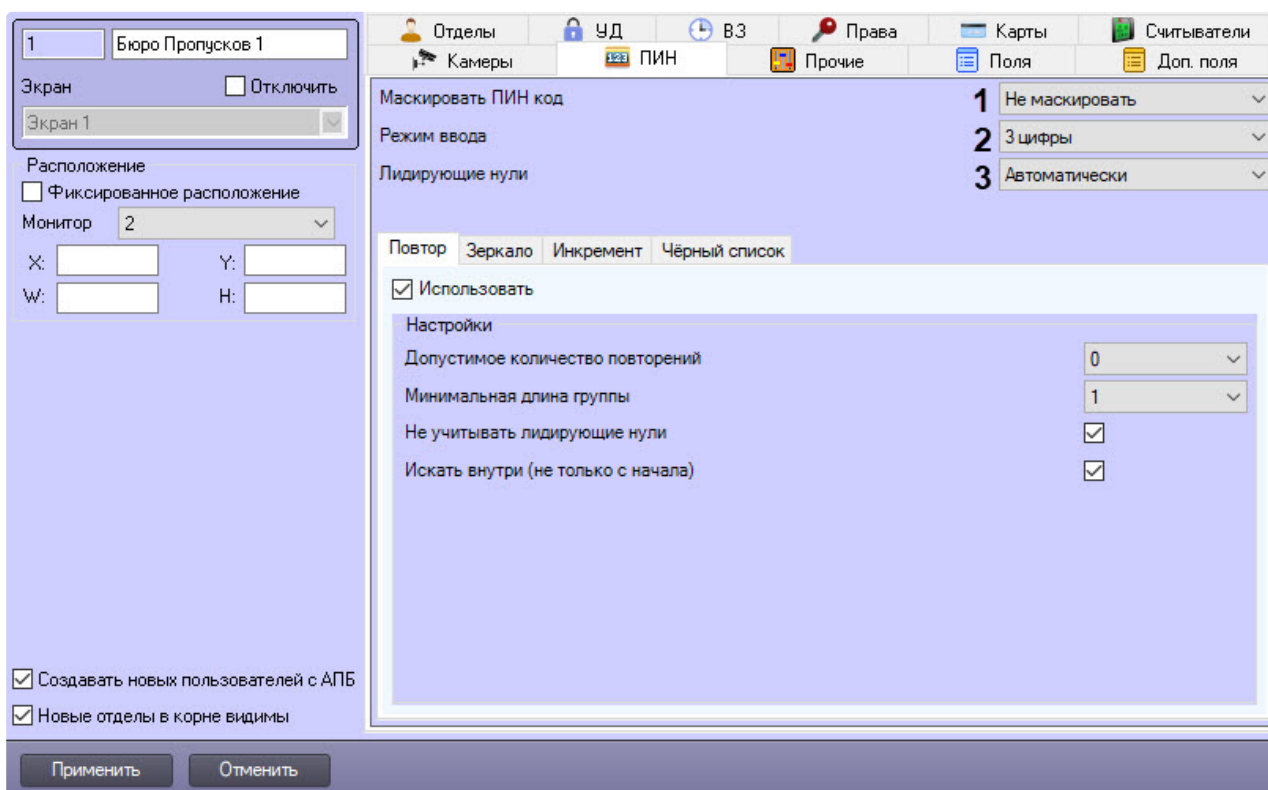 1 Бюро Пропусков 1
Экран Отключить
Экран 1
Расположение
Фиксированное расположение
Монитор 2
X: Y:
W: H:
Создавать новых пользователей с АПБ
Новые отделы в корне видимы
Применить Отменить
Отделы УД ВЗ Права Карты Считыватели
Камеры 123 ПИН Прочие Поля Доп. поля
Маскировать ПИН код 1 Не маскировать
Режим ввода 2 3 цифры
Лидирующие нули 3 Автоматически
Повтор Зеркало Инкремент Чёрный список
Использовать
Настройки
Допустимое количество повторений 0
Минимальная длина группы 1
Не учитывать лидирующие нули
Искать внутри (не только с начала)